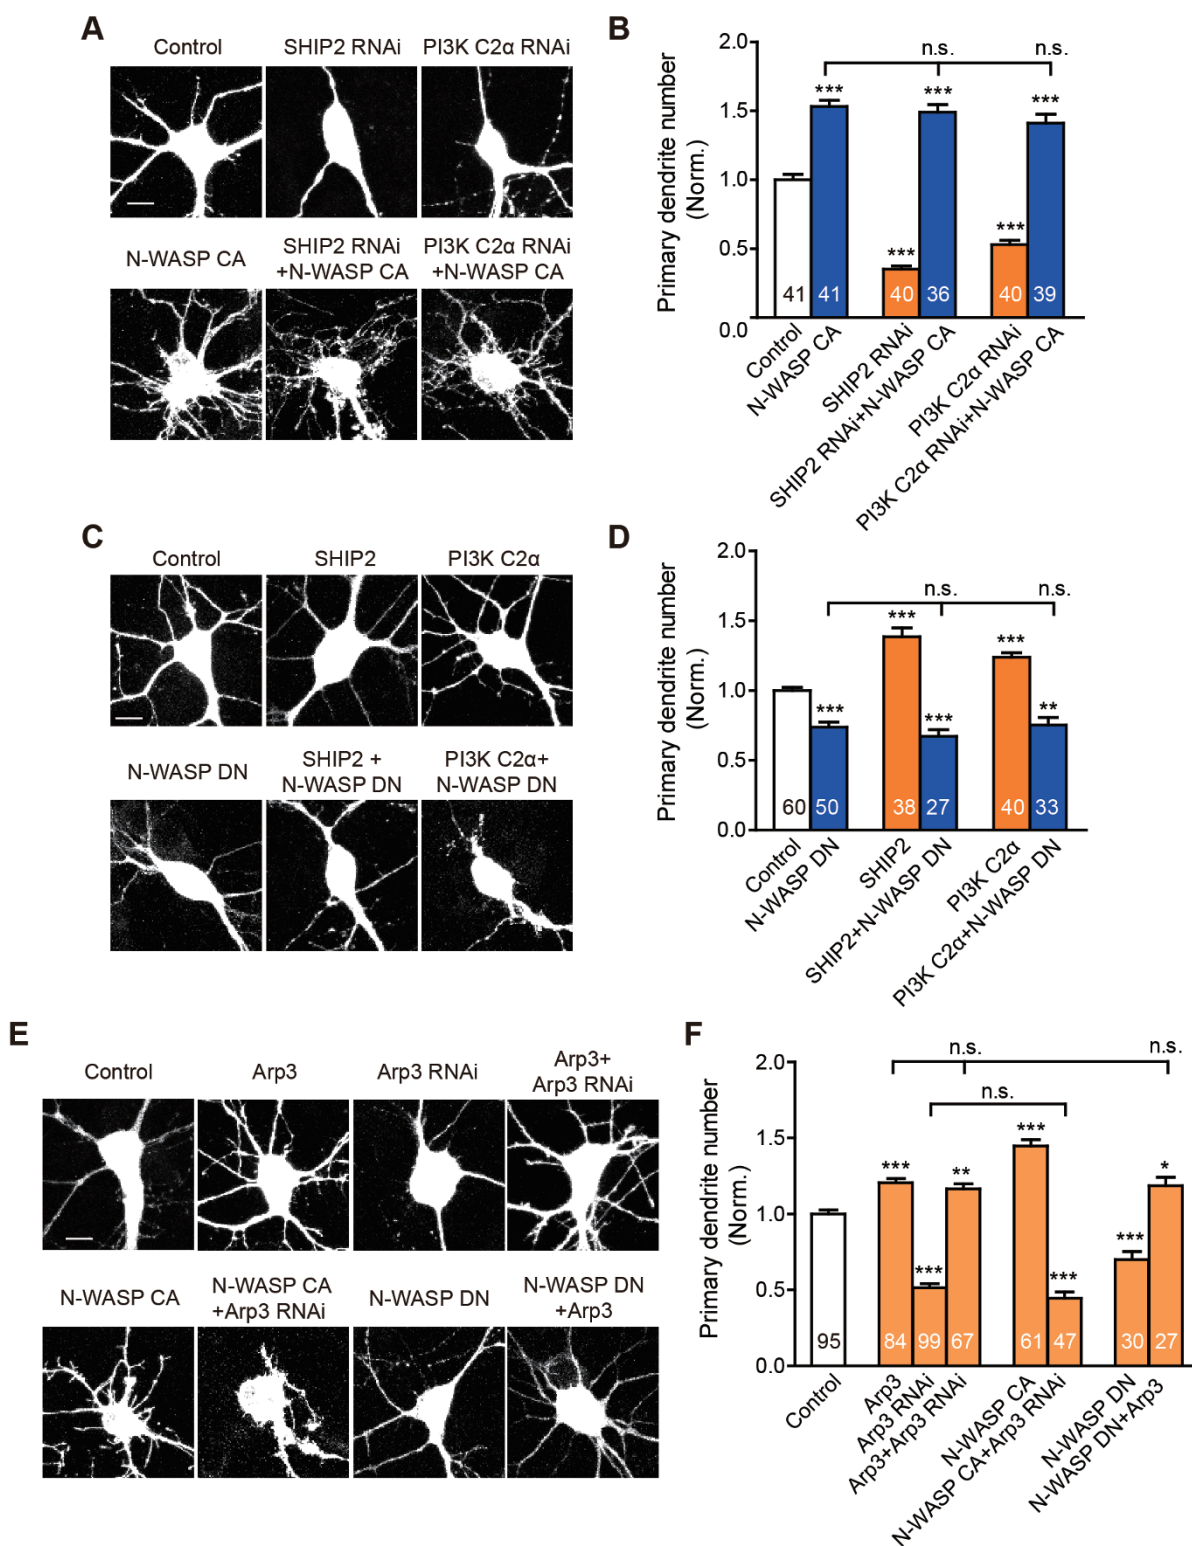 A
Control
SHIP2 RNAi
PI3K C2α RNAi
N-WASP CA
SHIP2 RNAi
+N-WASP CA
PI3K C2α RNAi
+N-WASP CA
B
Primary dendrite number
(Norm.)
2.0
1.5
1.0
0.5
0.0
n.s.
n.s.
***
***
***
***
***
41
41
40
36
40
39
Control
N-WASP CA
SHIP2 RNAi
SHIP2 RNAi+N-WASP CA
PI3K C2α RNAi
PI3K C2α RNAi+N-WASP CA
C
Control
SHIP2
PI3K C2α
N-WASP DN
SHIP2 +
N-WASP DN
PI3K C2α+
N-WASP DN
D
Primary dendrite number
(Norm.)
2.0
1.5
1.0
0.5
0.0
n.s.
n.s.
***
***
***
***
**
60
50
38
27
40
33
Control
N-WASP DN
SHIP2
SHIP2+N-WASP DN
PI3K C2α
PI3K C2α+N-WASP DN
E
Control
Arp3
Arp3 RNAi
Arp3+
Arp3 RNAi
N-WASP CA
N-WASP CA
+Arp3 RNAi
N-WASP DN
N-WASP DN
+Arp3
F
Primary dendrite number
(Norm.)
2.0
1.5
1.0
0.5
0.0
n.s.
n.s.
n.s.
***
***
**
***
***
***
*
95
84
99
67
61
47
30
27
Control
Arp3
Arp3 RNAi
Arp3+Arp3 RNAi
N-WASP CA
N-WASP CA+Arp3 RNAi
N-WASP DN
N-WASP DN+Arp3